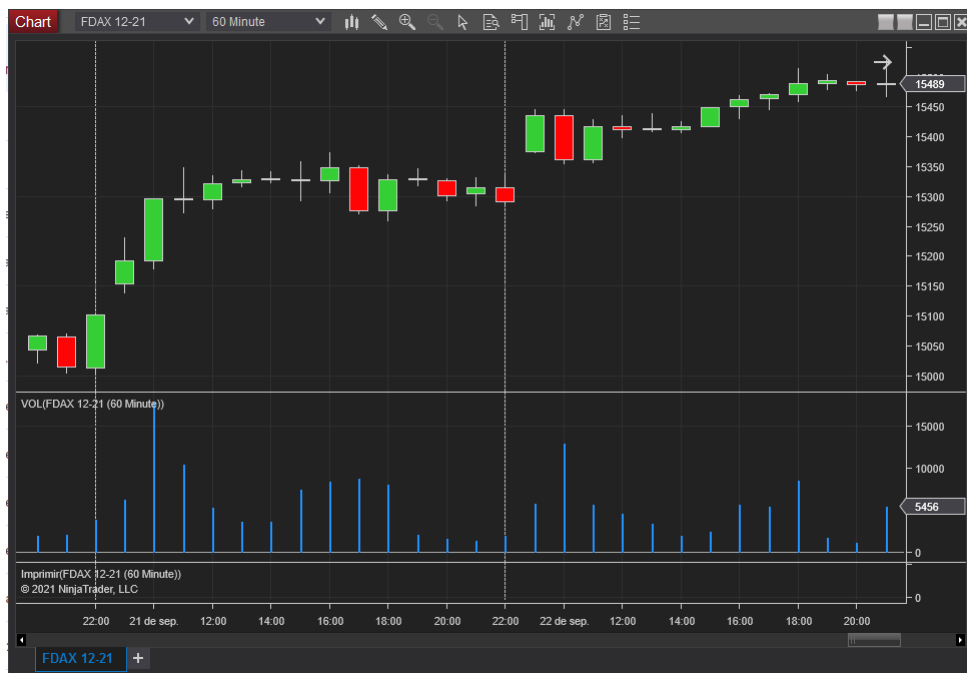 Chart FDAX 12-21 60 Minute
15489
15450
15400
15350
15300
15250
15200
15150
15100
15050
15000
VOL(FDAX 12-21 (60 Minute))
15000
10000
5456
0
Imprimir(FDAX 12-21 (60 Minute))
© 2021 NinjaTrader, LLC
0
22:00 21 de sep. 12:00 14:00 16:00 18:00 20:00 22:00 22 de sep. 12:00 14:00 16:00 18:00 20:00
FDAX 12-21 +